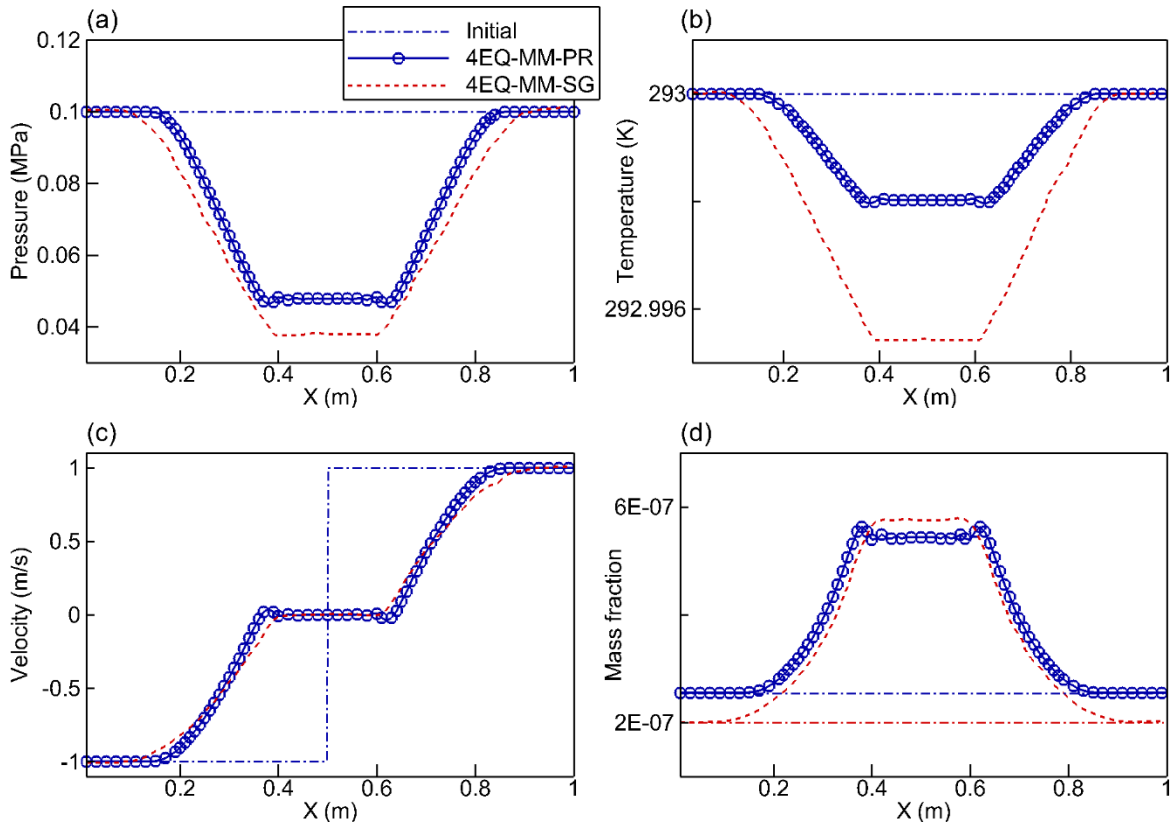 (a)
0.12
0.1
0.08
0.06
0.04
Pressure (MPa)
0.2 0.4 0.6 0.8 1
X (m)
Initial
4EQ-MM-PR
4EQ-MM-SG
(b)
293
292.996
Temperature (K)
0.2 0.4 0.6 0.8 1
X (m)
(c)
1
0.5
0
-0.5
-1
Velocity (m/s)
0.2 0.4 0.6 0.8 1
X (m)
(d)
6E-07
2E-07
Mass fraction
0.2 0.4 0.6 0.8 1
X (m)